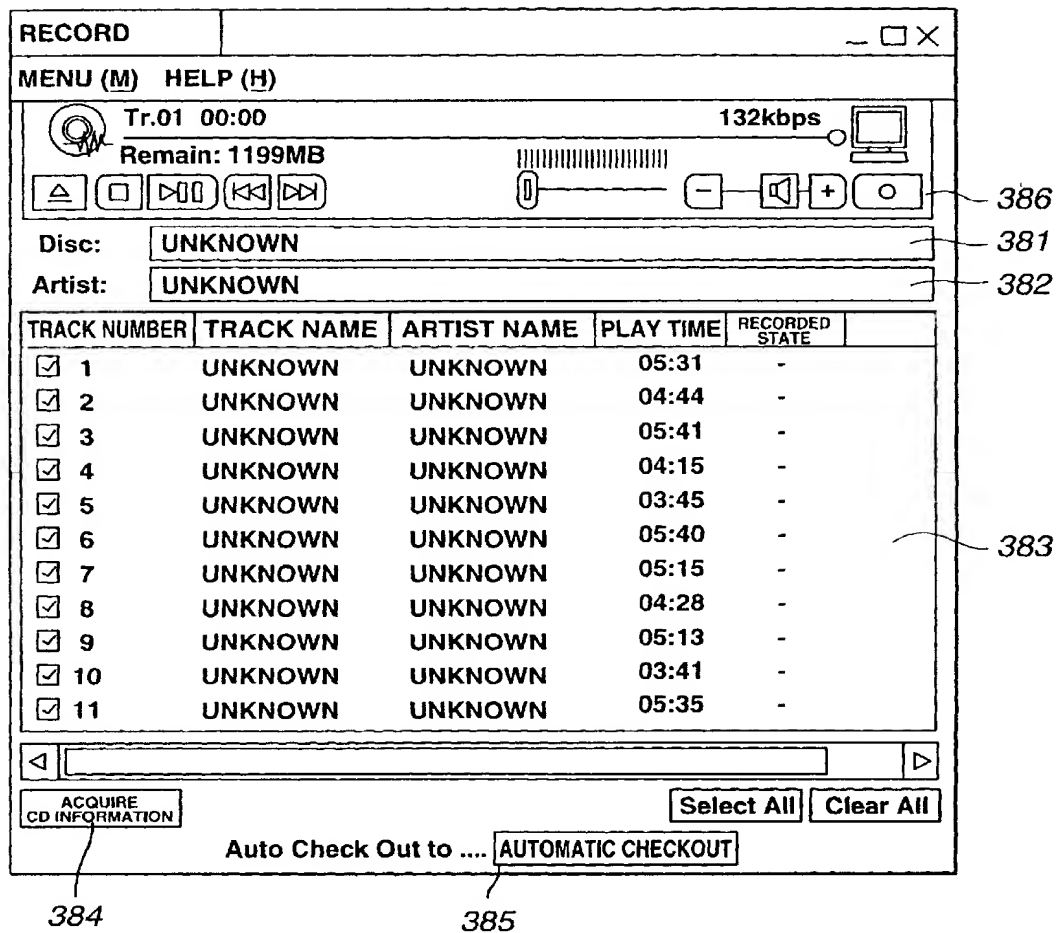 RECORD
MENU (M) HELP (H)
Tr.01 00:00 132kbps
Remain: 1199MB
386
Disc: UNKNOWN 381
Artist: UNKNOWN 382
TRACK NUMBER TRACK NAME ARTIST NAME PLAY TIME RECORDED STATE
1 UNKNOWN UNKNOWN 05:31 -
2 UNKNOWN UNKNOWN 04:44 -
3 UNKNOWN UNKNOWN 05:41 -
4 UNKNOWN UNKNOWN 04:15 -
5 UNKNOWN UNKNOWN 03:45 -
6 UNKNOWN UNKNOWN 05:40 -
383
7 UNKNOWN UNKNOWN 05:15 -
8 UNKNOWN UNKNOWN 04:28 -
9 UNKNOWN UNKNOWN 05:13 -
10 UNKNOWN UNKNOWN 03:41 -
11 UNKNOWN UNKNOWN 05:35 -
ACQUIRE
CD INFORMATION
Select All Clear All
Auto Check Out to .... AUTOMATIC CHECKOUT
384 385